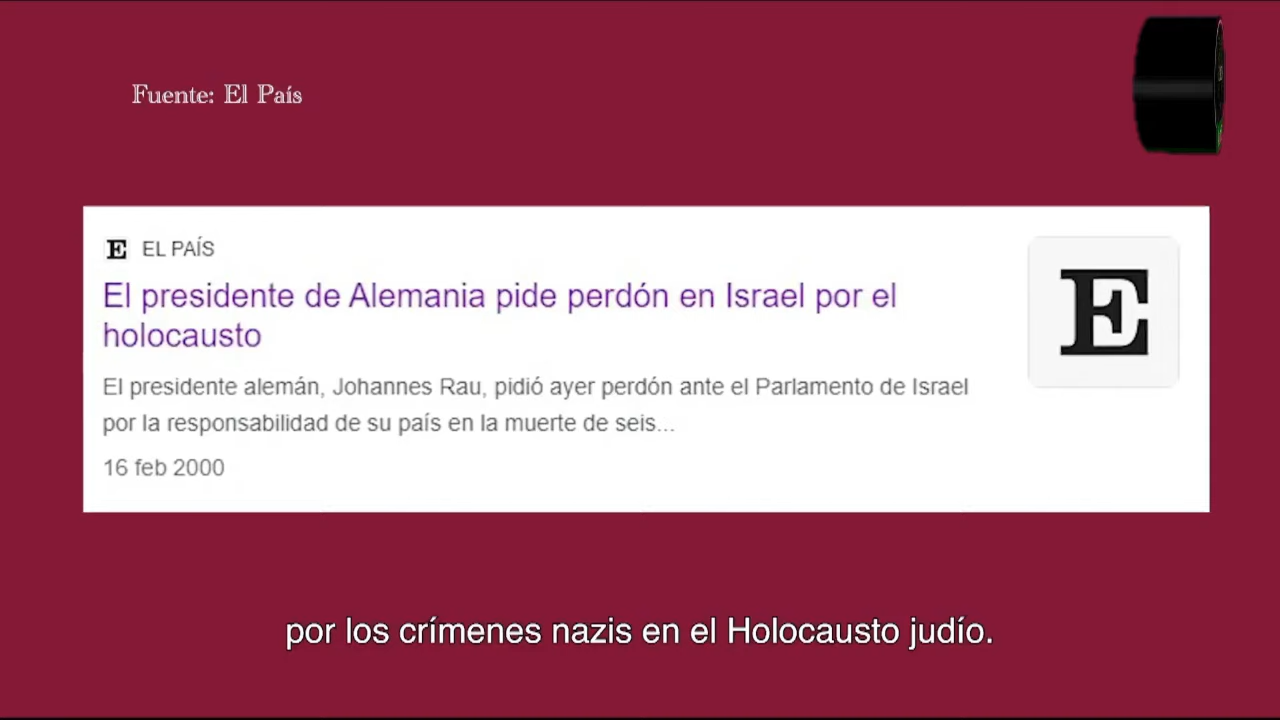 Fuente: El País
E EL PAÍS
El presidente de Alemania pide perdón en Israel por el
holocausto
E
El presidente alemán, Johannes Rau, pidió ayer perdón ante el Parlamento de Israel
por la responsabilidad de su país en la muerte de seis...
16 feb 2000
por los crímenes nazis en el Holocausto judío.